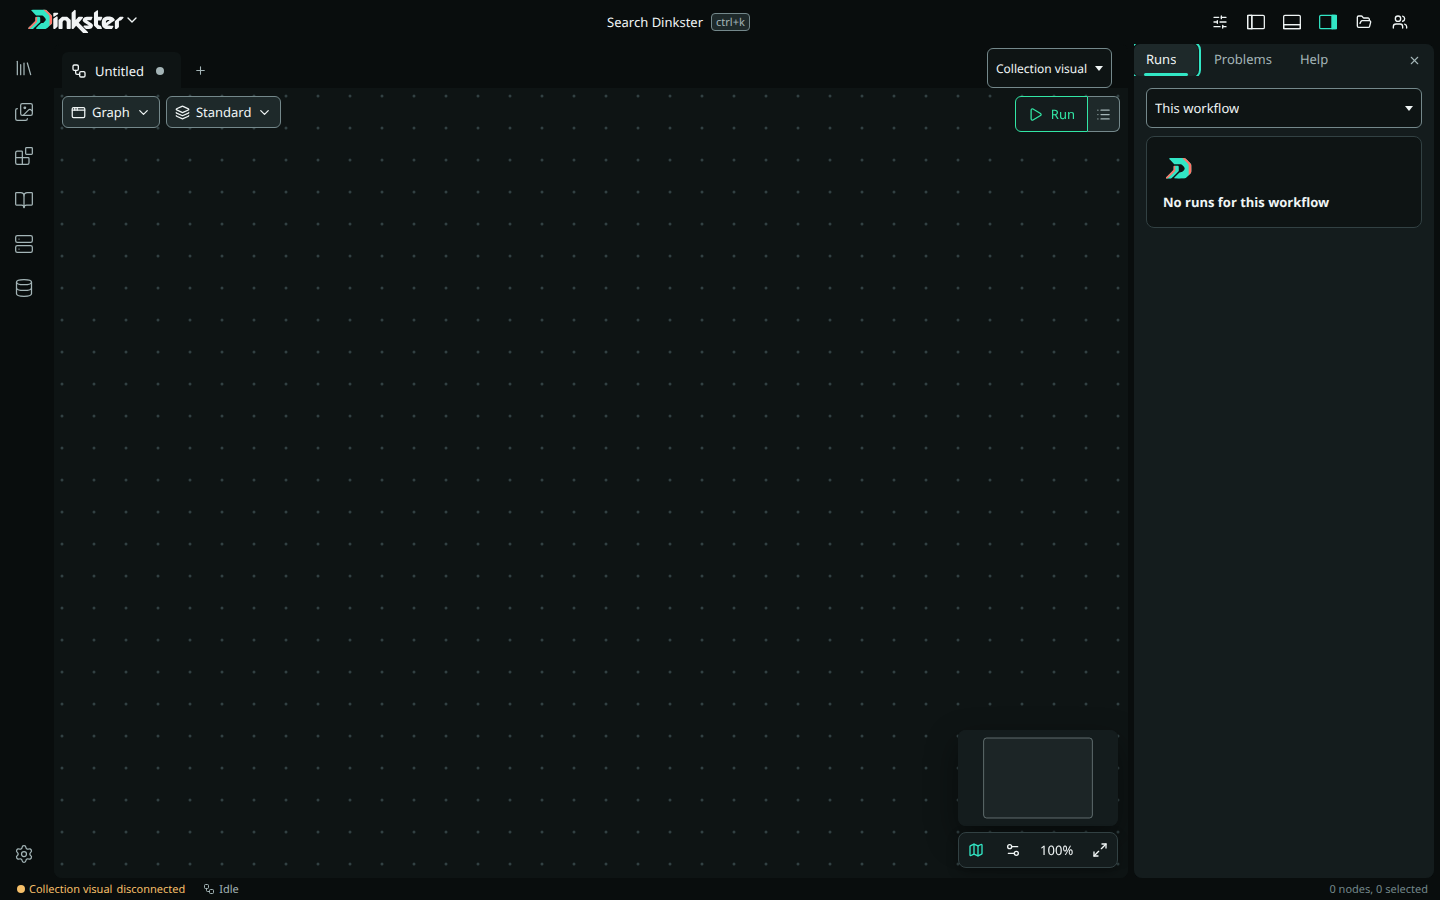 Dinkster
Search Dinkster ctrl+k
Untitled
Collection visual
Graph
Standard
Run
Runs
Problems
Help
This workflow
No runs for this workflow
100%
Collection visual disconnected
Idle
0 nodes, 0 selected